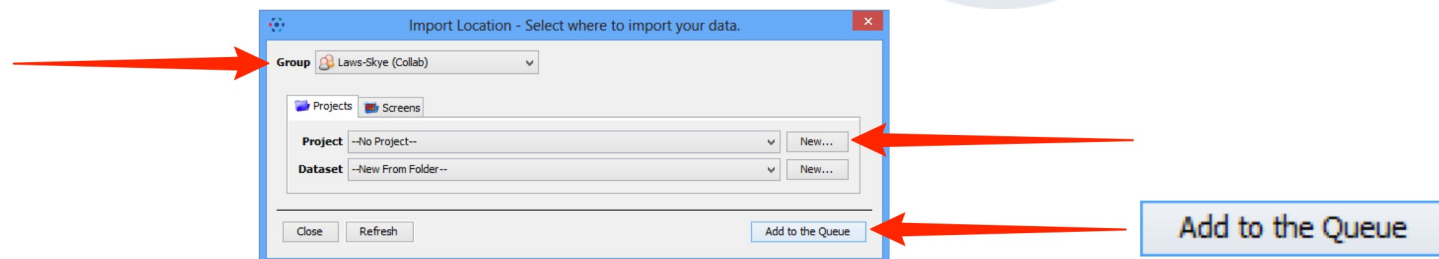 Import Location - Select where to import your data.
Group Laws-Skye (Collab)
Projects Screens
Project --No Project-- New...
Dataset --New From Folder-- New...
Close Refresh Add to the Queue
Add to the Queue